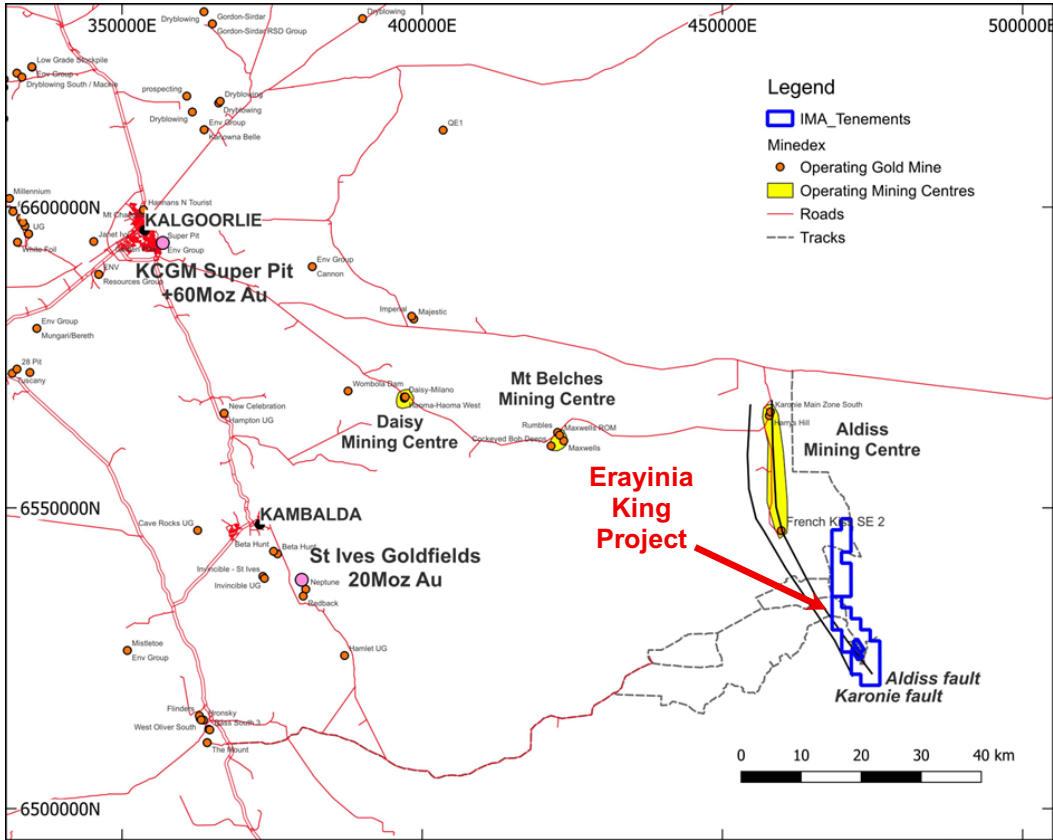 350000E
400000E
450000E
500000E
Dryblowing
Gordon-Sirdar
Gordon-Sirdar RSD Group
Dryblowing
Low Grade Stockpile
Env Group
Dryblowing South / Mackie
prospecting
Dryblowing
Dryblowing
Dryblowing
Env Group
Kanowna Belle
QE1
Legend
IMA_Tenements
Minedex
Operating Gold Mine
Operating Mining Centres
Roads
Tracks
Millennium
6600000N
UG
White Foil
Hannans N Tourist
KALGOORLIE
Super Pit
Env Group
KCGM Super Pit
+60Moz Au
ENV
Resources Group
Env Group
Cannon
Env Group
Mungari/Bereth
Imperial
Majestic
28 Pit
Tuscany
Wombola Dam
Daisy-Milano
Haoma-Haoma West
Daisy
Mining Centre
Mt Belches
Mining Centre
New Celebration
Hampton UG
Rumbles
Maxwells ROM
Cockeyed Bob Deeps
Maxwells
Karonie Main Zone South
Harrys Hill
Aldiss
Mining Centre
Erayinia
King
Project
6550000N
KAMBALDA
Cave Rocks UG
French Kiss SE 2
Beta Hunt
Beta Hunt
St Ives Goldfields
20Moz Au
Invincible - St Ives
Invincible UG
Neptune
Redback
Mistletoe
Env Group
Hamlet UG
Aldiss fault
Karonie fault
Flinders
West Oliver South
The Mount
0 10 20 30 40 km
6500000N